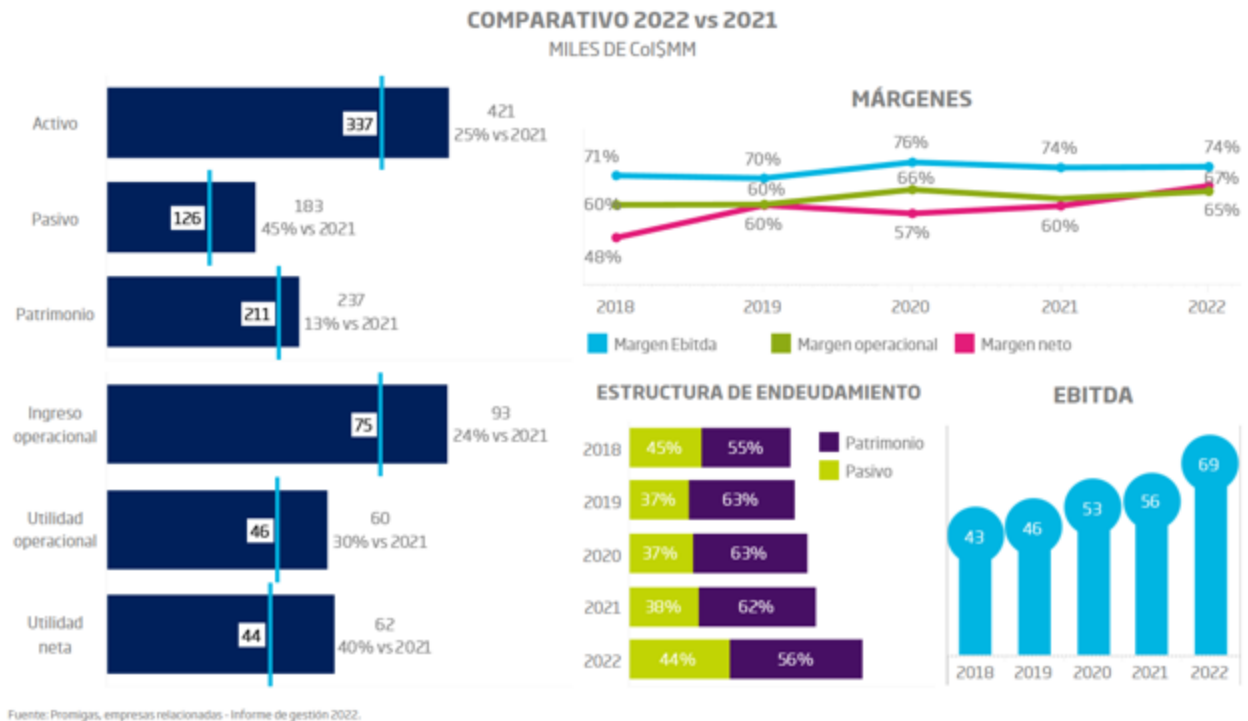 COMPARATIVO 2022 vs 2021
MILES DE Col$MM
Activo
337
421
25% vs 2021
Pasivo
126
183
45% vs 2021
Patrimonio
211
237
13% vs 2021
Ingreso
operacional
75
93
24% vs 2021
Utilidad
operacional
46
60
30% vs 2021
Utilidad
neta
44
62
40% vs 2021
MÁRGENES
71%
70%
76%
74%
74%
60%
60%
66%
67%
48%
60%
57%
60%
65%
2018
2019
2020
2021
2022
Margen Ebitda
Margen operacional
Margen neto
ESTRUCTURA DE ENDEUDAMIENTO
Patrimonio
Pasivo
2018
45%
55%
2019
37%
63%
2020
37%
63%
2021
38%
62%
2022
44%
56%
EBITDA
43
46
53
56
69
2018
2019
2020
2021
2022
Fuente: Promigas, empresas relacionadas - Informe de gestión 2022.